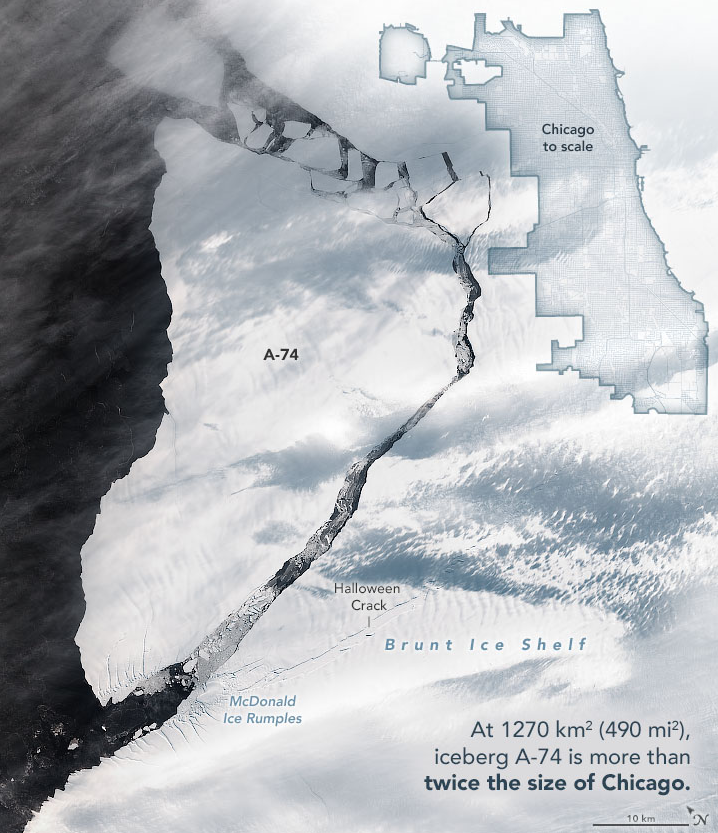 Chicago
to scale
A-74
Halloween
Crack
Brunt Ice Shelf
McDonald
Ice Rumples
At 1270 km² (490 mi²),
iceberg A-74 is more than
twice the size of Chicago.
10 km
N